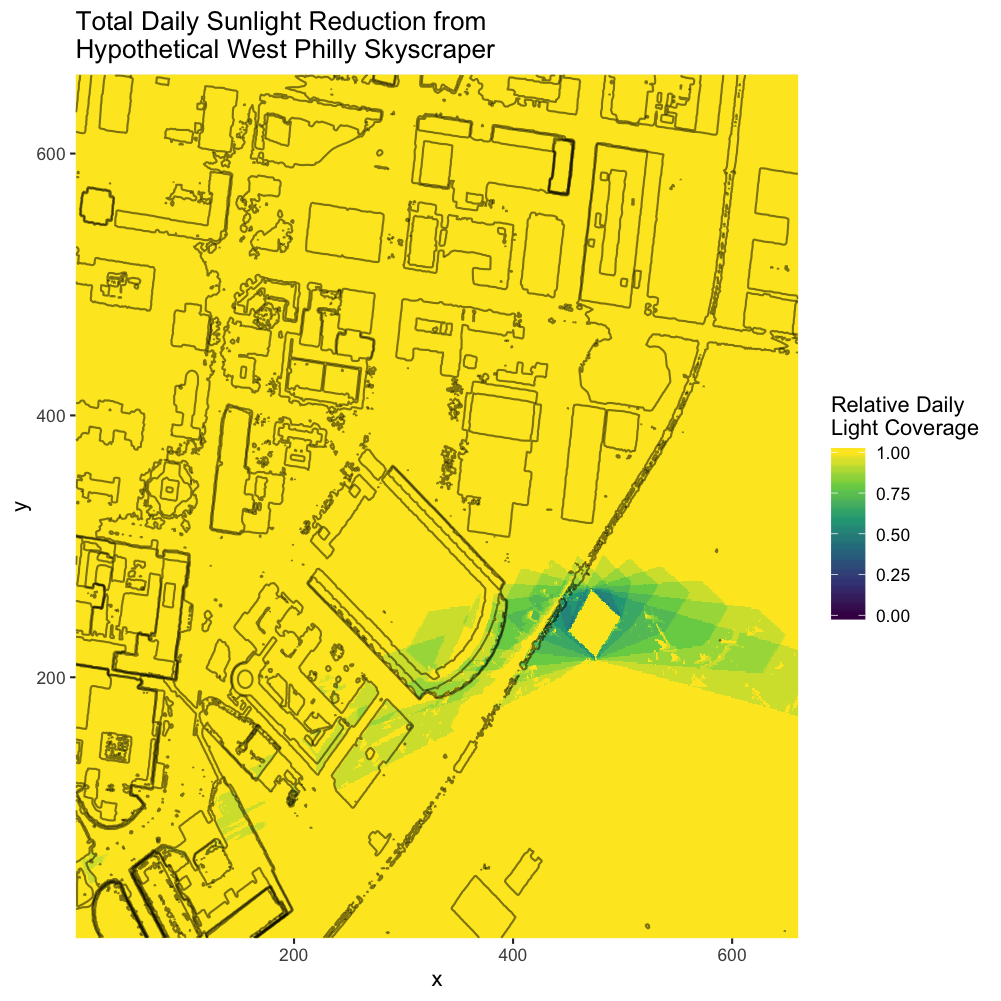 Total Daily Sunlight Reduction from
Hypothetical West Philly Skyscraper
600
400
200
y
200
400
600
x
Relative Daily
Light Coverage
1.00
0.75
0.50
0.25
0.00